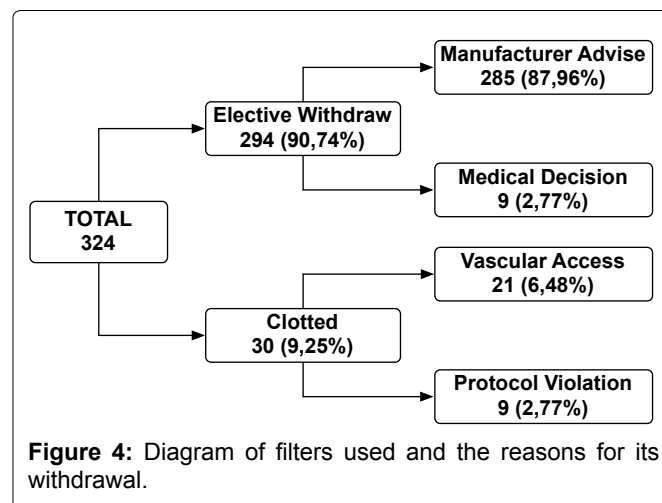 Manufacturer Advise
285 (87,96%)
Elective Withdraw
294 (90,74%)
Medical Decision
9 (2,77%)
TOTAL
324
Vascular Access
21 (6,48%)
Clotted
30 (9,25%)
Protocol Violation
9 (2,77%)
Figure 4: Diagram of filters used and the reasons for its
withdrawal.